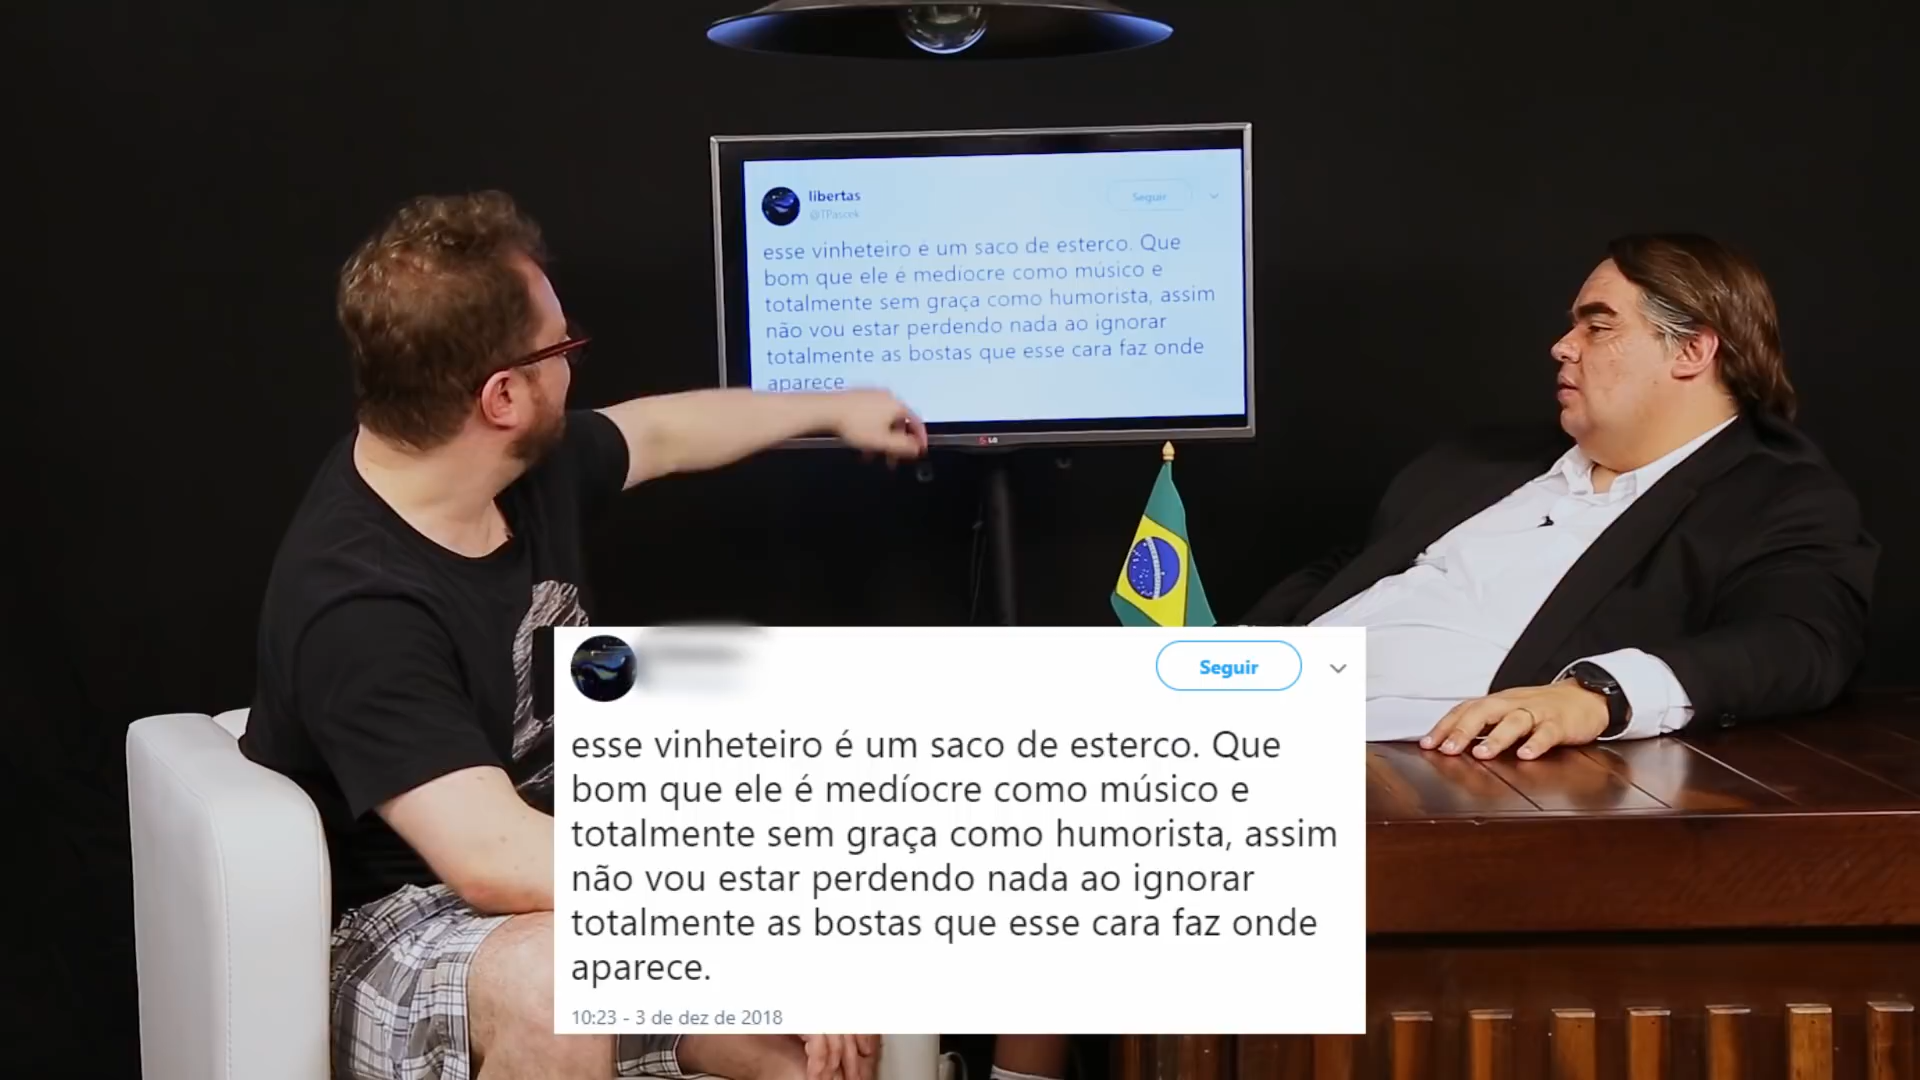 libertas
@TPascek
Seguir
esse vinheteiro é um saco de esterco. Que
bom que ele é medíocre como músico e
totalmente sem graça como humorista, assim
não vou estar perdendo nada ao ignorar
totalmente as bostas que esse cara faz onde
aparece.
LG
Seguir
esse vinheteiro é um saco de esterco. Que
bom que ele é medíocre como músico e
totalmente sem graça como humorista, assim
não vou estar perdendo nada ao ignorar
totalmente as bostas que esse cara faz onde
aparece.
10:23 - 3 de dez de 2018